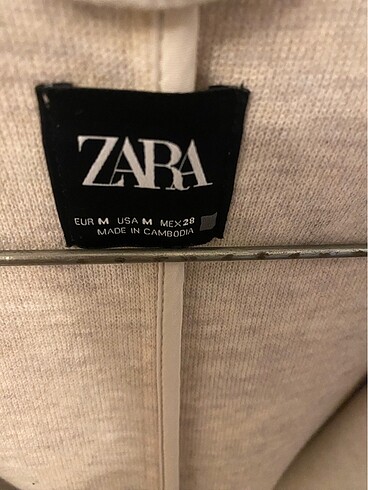 ZARA
EUR M USA M MEX 28
MADE IN CAMBODIA